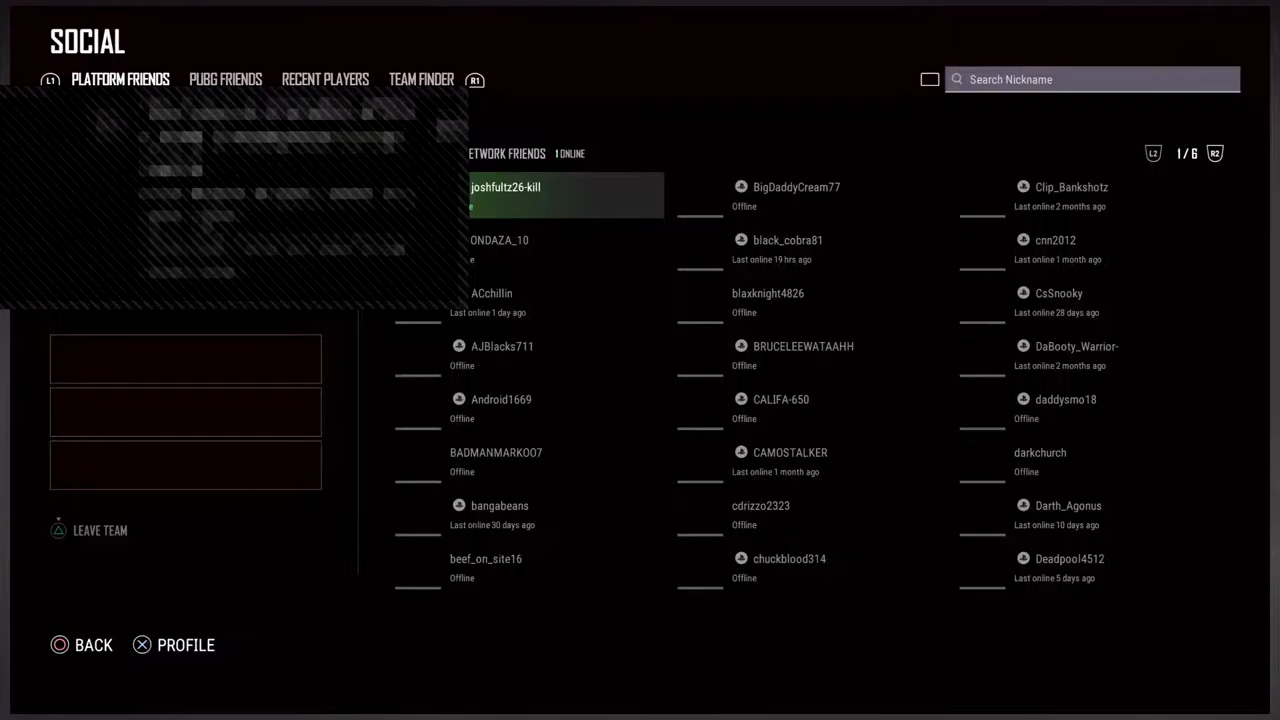 SOCIAL
L1 PLATFORM FRIENDS PUBG FRIENDS RECENT PLAYERS TEAM FINDER R1
Search Nickname
ETWORK FRIENDS 1 ONLINE
L2 1/6 R2
joshfultz26-kill BigDaddyCream77 Clip_Bankshotz
e Offline Last online 2 months ago
ONDAZA_10 black_cobra81 cnn2012
e Last online 19 hrs ago Last online 1 month ago
ACchillin blaxknight4826 CsSnooky
Last online 1 day ago Offline Last online 28 days ago
AJBlacks711 BRUCELEEWATAAHH DaBooty_Warrior-
Offline Offline Last online 2 months ago
Android1669 CALIFA-650 daddysmo18
Offline Offline Offline
BADMANMARKOO7 CAMOSTALKER darkchurch
Offline Last online 1 month ago Offline
bangabeans cdrizzo2323 Darth_Agonus
Last online 30 days ago Offline Last online 10 days ago
beef_on_site16 chuckblood314 Deadpool4512
Offline Offline Last online 5 days ago
LEAVE TEAM
BACK PROFILE